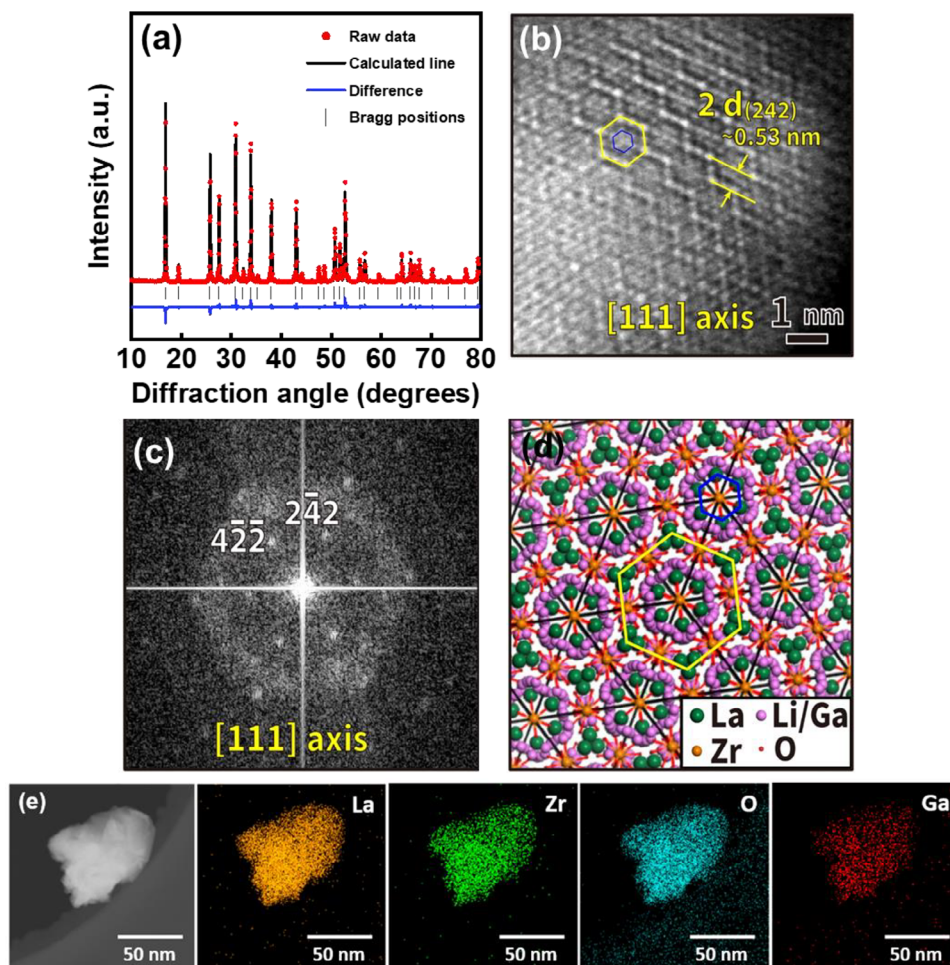 (a)
Raw data
Calculated line
Difference
Bragg positions
Intensity (a.u.)
10 20 30 40 50 60 70 80
Diffraction angle (degrees)
(b)
2 d(242)
~0.53 nm
[111] axis
1 nm
(c)
24̅2
42̅2̅
[111] axis
(d)
La Li/Ga
Zr O
(e)
La
Zr
O
Ga
50 nm
50 nm
50 nm
50 nm
50 nm